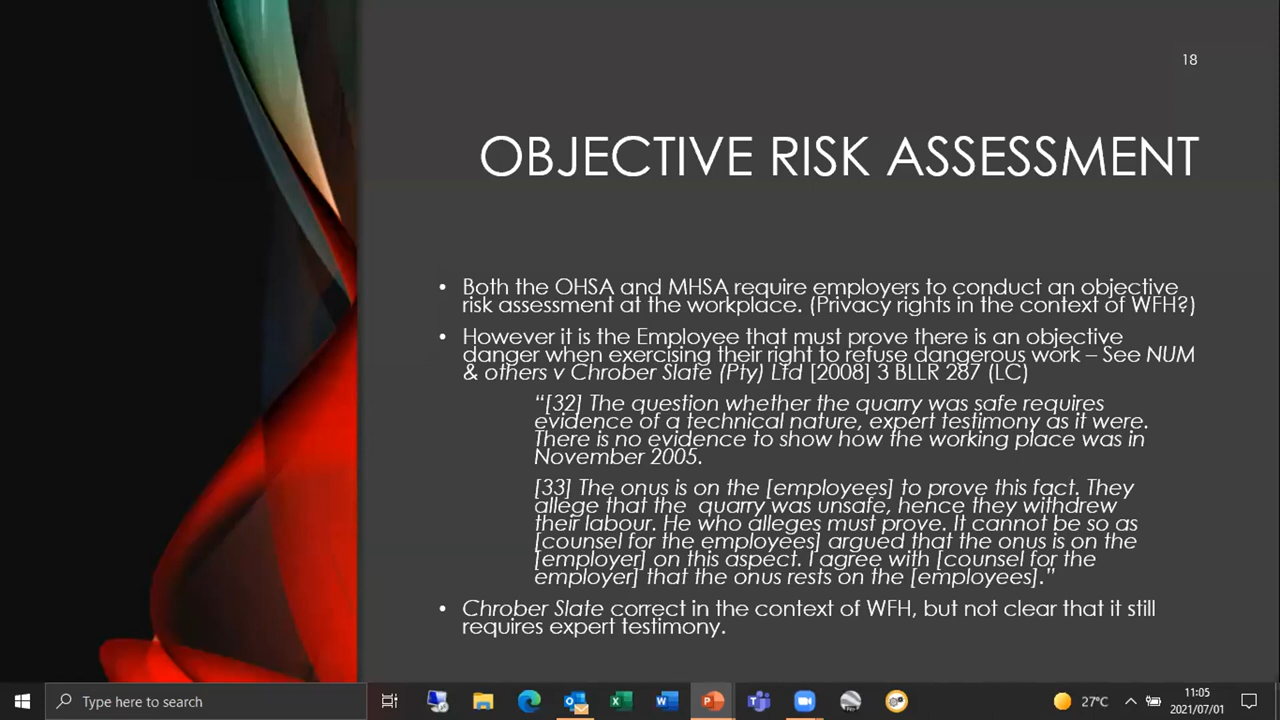 18
OBJECTIVE RISK ASSESSMENT
• Both the OHSA and MHSA require employers to conduct an objective
risk assessment at the workplace. (Privacy rights in the context of WFH?)
• However it is the Employee that must prove there is an objective
danger when exercising their right to refuse dangerous work – See NUM
& others v Chrober Slate (Pty) Ltd [2008] 3 BLLR 287 (LC)
“[32] The question whether the quarry was safe requires
evidence of a technical nature, expert testimony as it were.
There is no evidence to show how the working place was in
November 2005.
[33] The onus is on the [employees] to prove this fact. They
allege that the quarry was unsafe, hence they withdrew
their labour. He who alleges must prove. It cannot be so as
[counsel for the employees] argued that the onus is on the
[employer] on this aspect. I agree with [counsel for the
employer] that the onus rests on the [employees].”
• Chrober Slate correct in the context of WFH, but not clear that it still
requires expert testimony.
Type here to search
27°C
11:05
2021/07/01